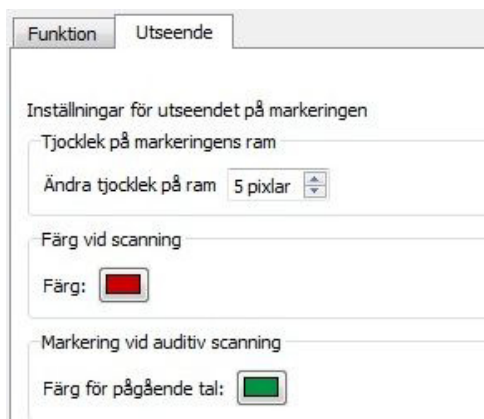 Funktion Utseende
Inställningar för utseendet på markeringen
Tjocklek på markeringens ram
Ändra tjocklek på ram 5 pixlar
Färg vid scanning
Färg:
Markering vid auditiv scanning
Färg för pågående tal: